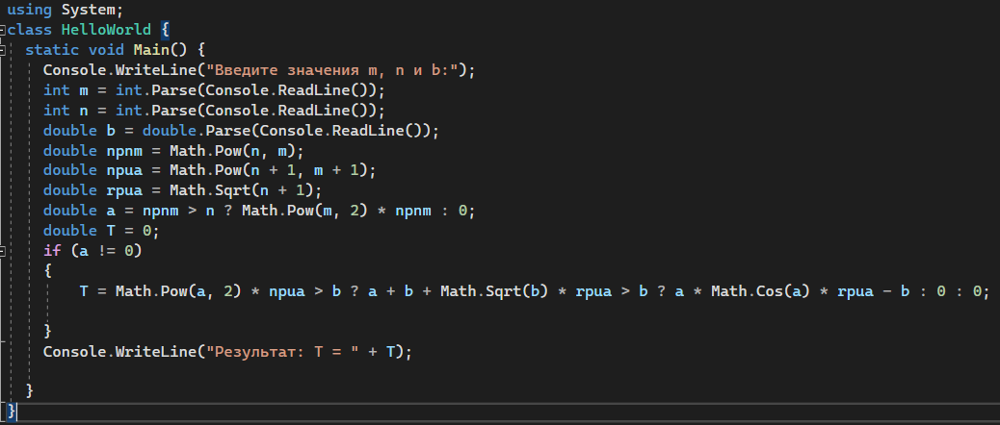 using System;
class HelloWorld {
static void Main() {
Console.WriteLine("Введите значения m, n и b:");
int m = int.Parse(Console.ReadLine());
int n = int.Parse(Console.ReadLine());
double b = double.Parse(Console.ReadLine());
double npnm = Math.Pow(n, m);
double npua = Math.Pow(n + 1, m + 1);
double rpua = Math.Sqrt(n + 1);
double a = npnm > n ? Math.Pow(m, 2) * npnm : 0;
double T = 0;
if (a != 0)
{
T = Math.Pow(a, 2) * npua > b ? a + b + Math.Sqrt(b) * rpua > b ? a * Math.Cos(a) * rpua - b : 0 : 0;
}
Console.WriteLine("Результат: T = " + T);
}
}